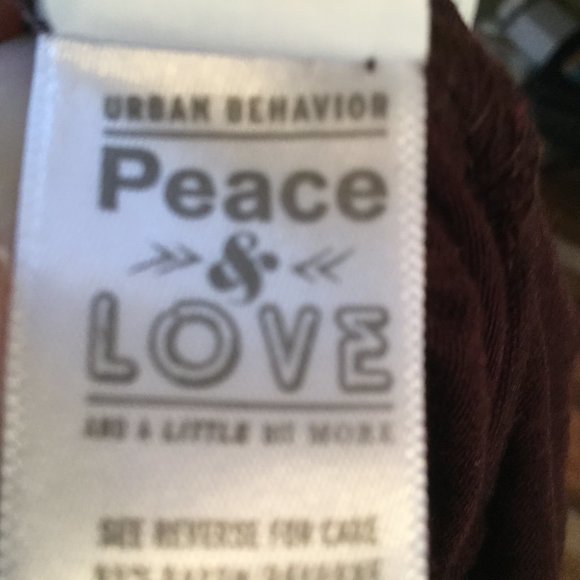 URBAN BEHAVIOR
Peace
&
LOVE
AND A LITTLE BIT MORE
SEE REVERSE FOR CARE